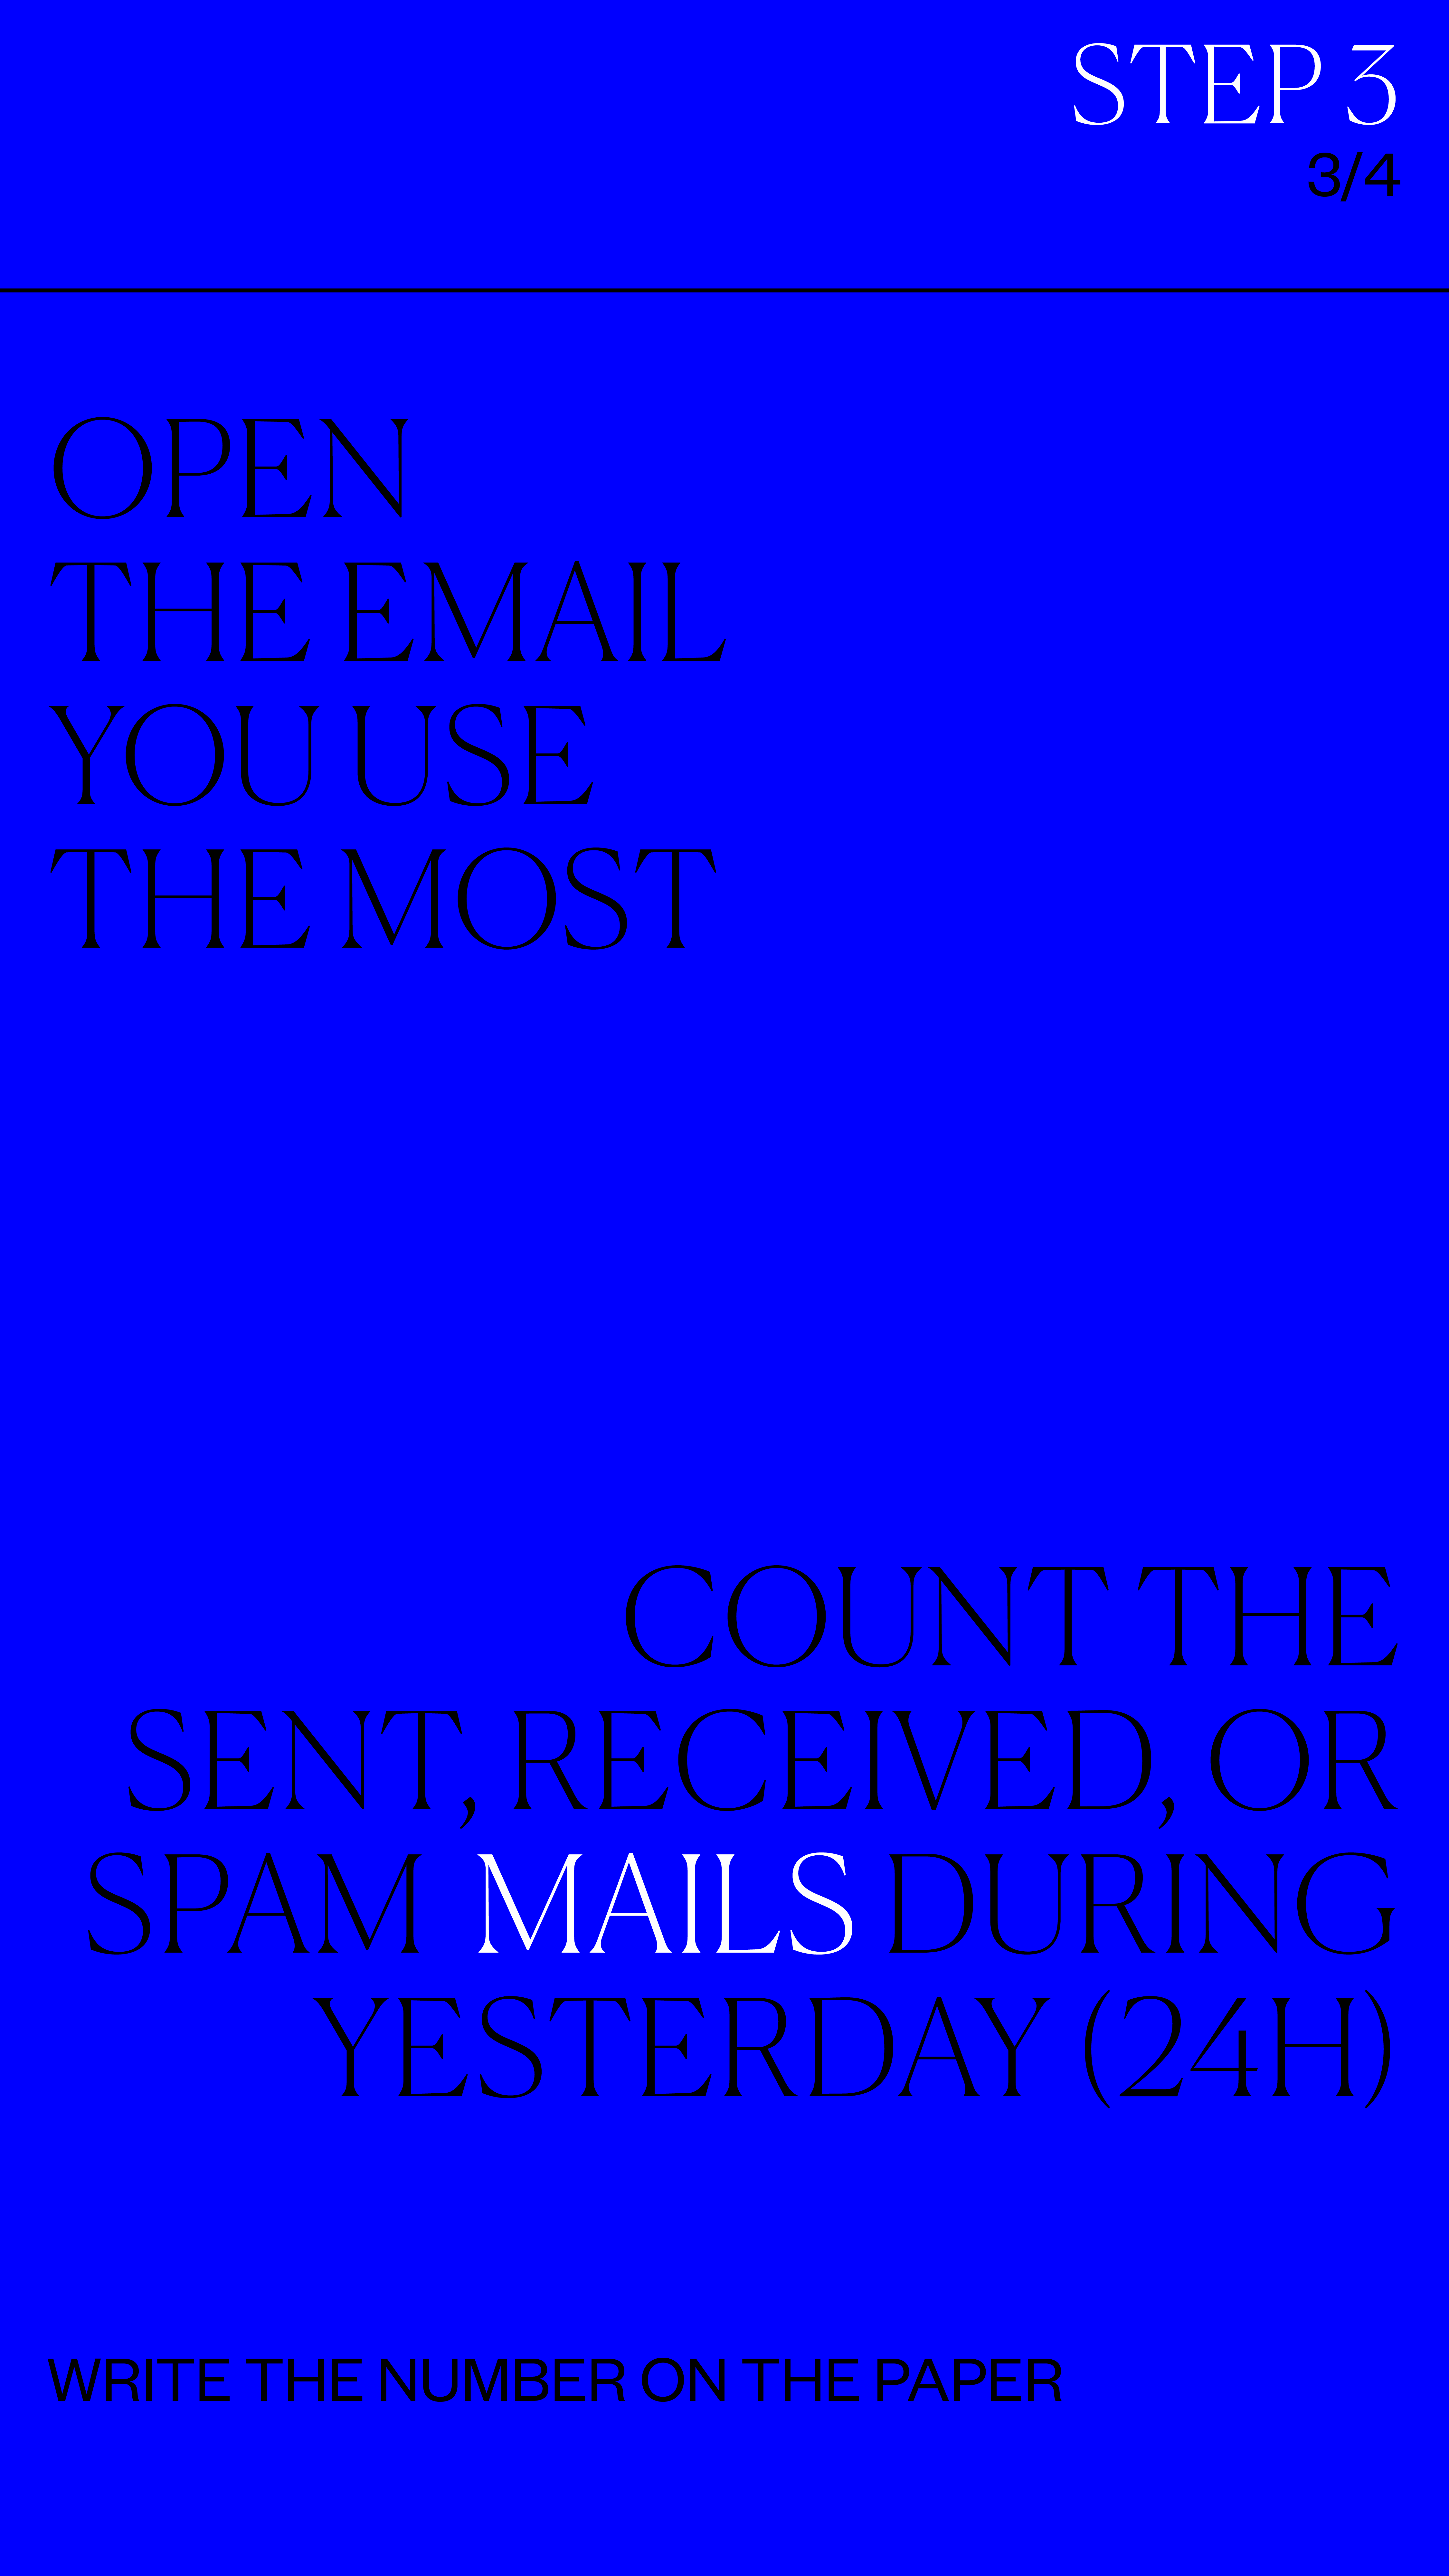 STEP 3
3/4
OPEN
THE EMAIL
YOU USE
THE MOST
COUNT THE
SENT, RECEIVED, OR
SPAM MAILS DURING
YESTERDAY (24H)
WRITE THE NUMBER ON THE PAPER